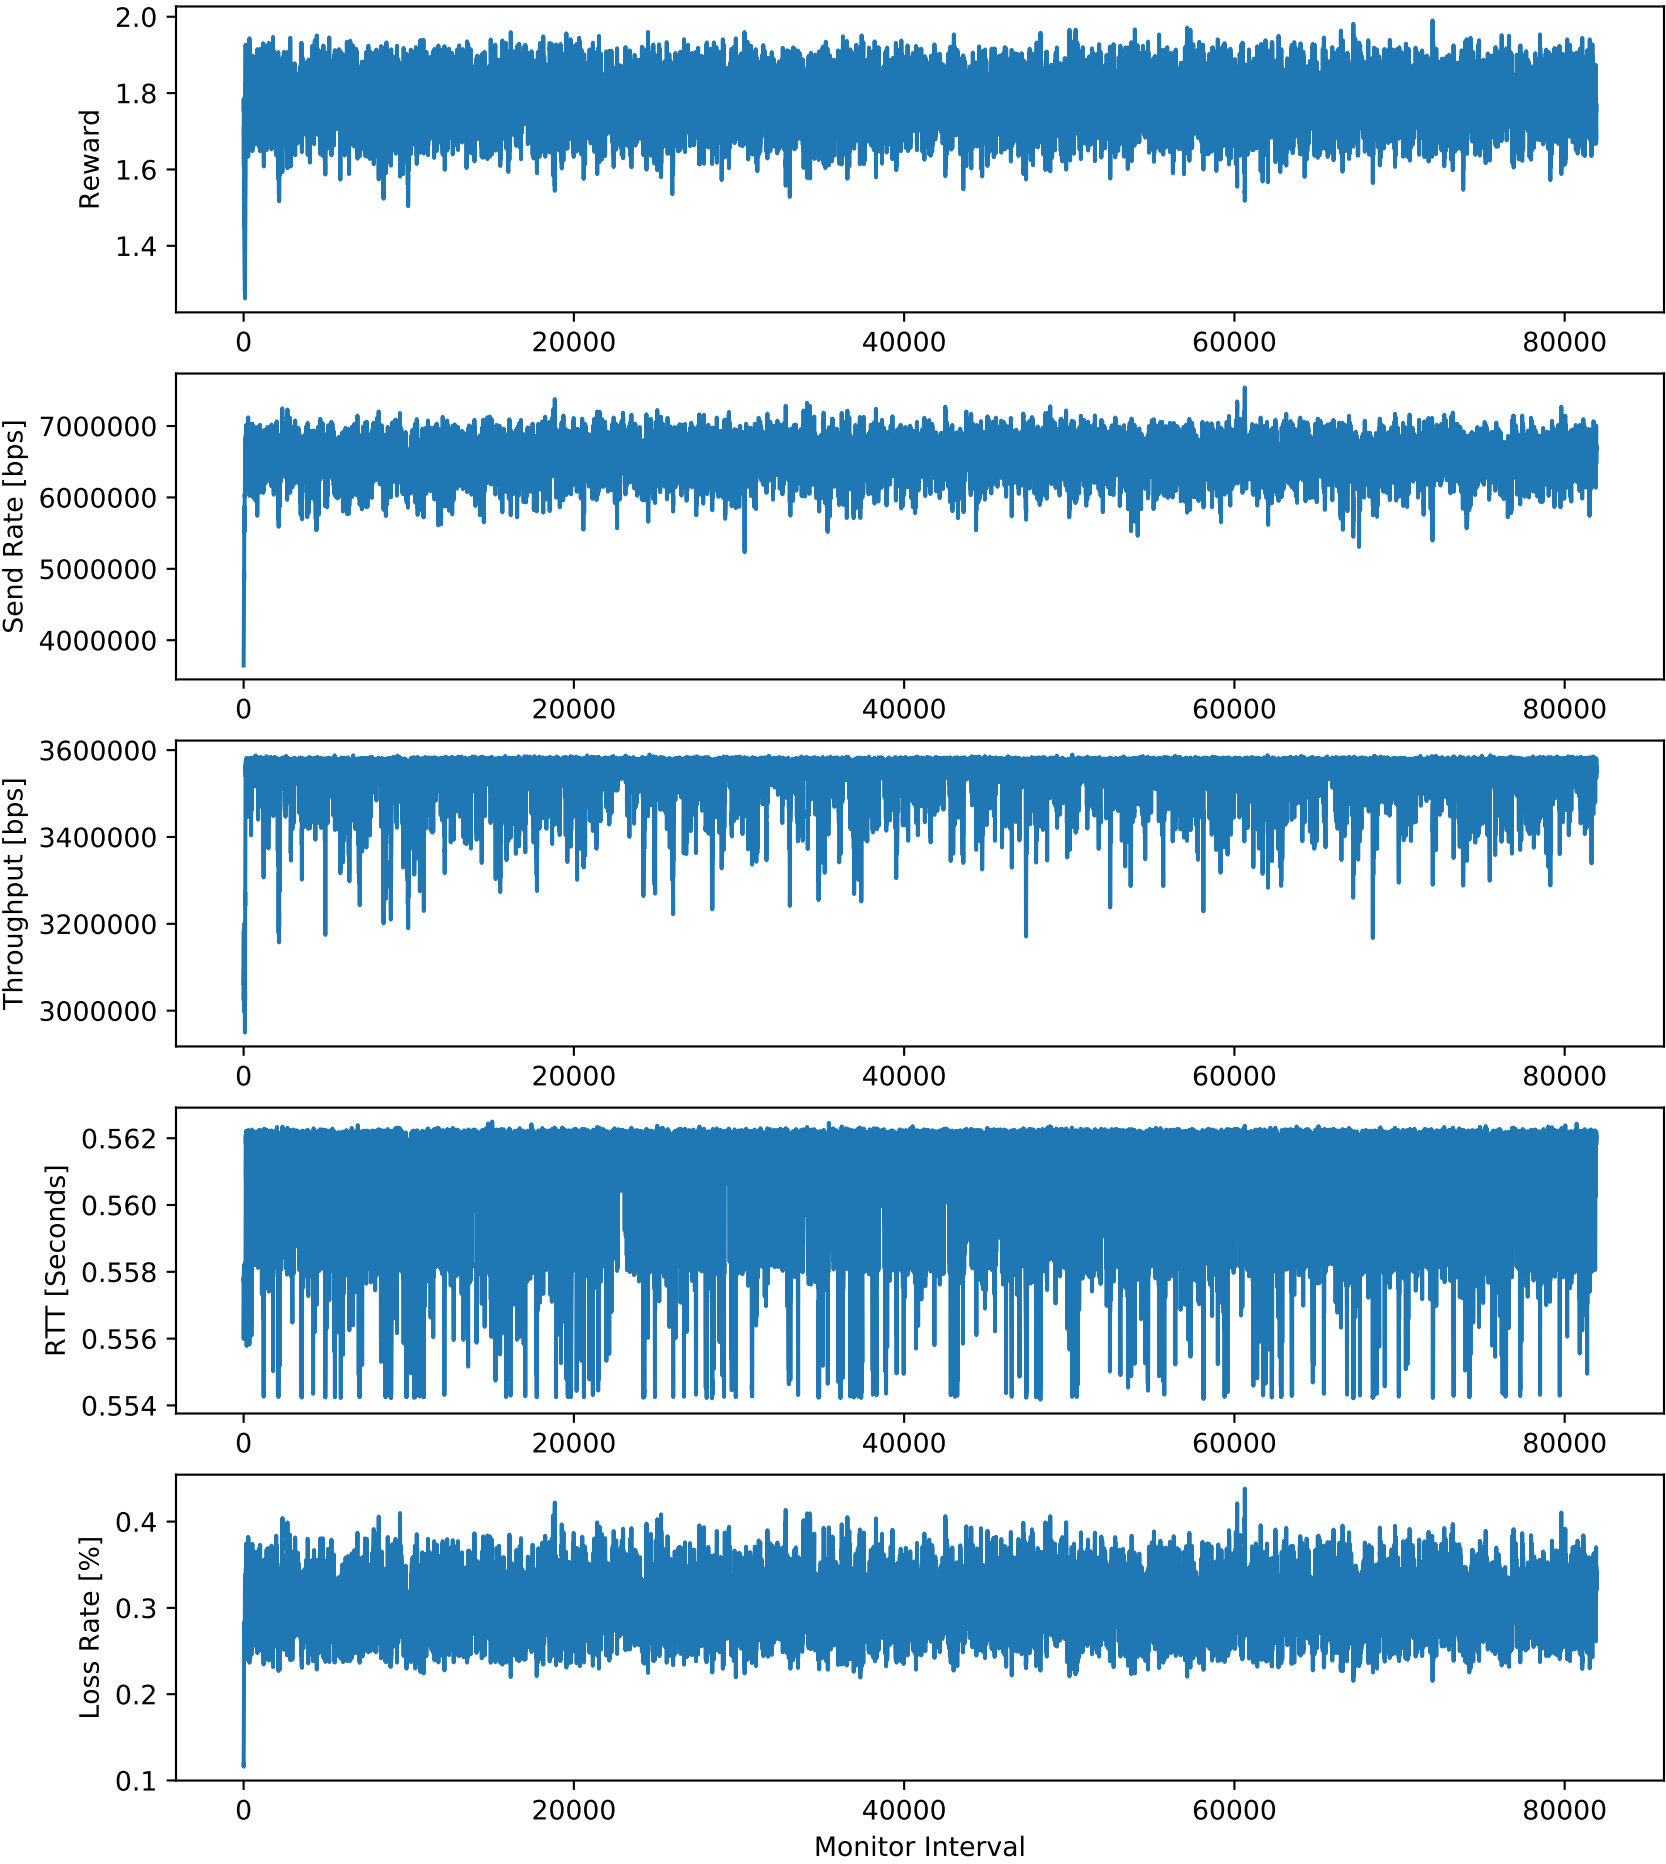 Reward
2.0
1.8
1.6
1.4
0 20000 40000 60000 80000
Send Rate [bps]
7000000
6000000
5000000
4000000
0 20000 40000 60000 80000
Throughput [bps]
3600000
3400000
3200000
3000000
0 20000 40000 60000 80000
RTT [Seconds]
0.562
0.560
0.558
0.556
0.554
0 20000 40000 60000 80000
Loss Rate [%]
0.4
0.3
0.2
0.1
0 20000 40000 60000 80000
Monitor Interval